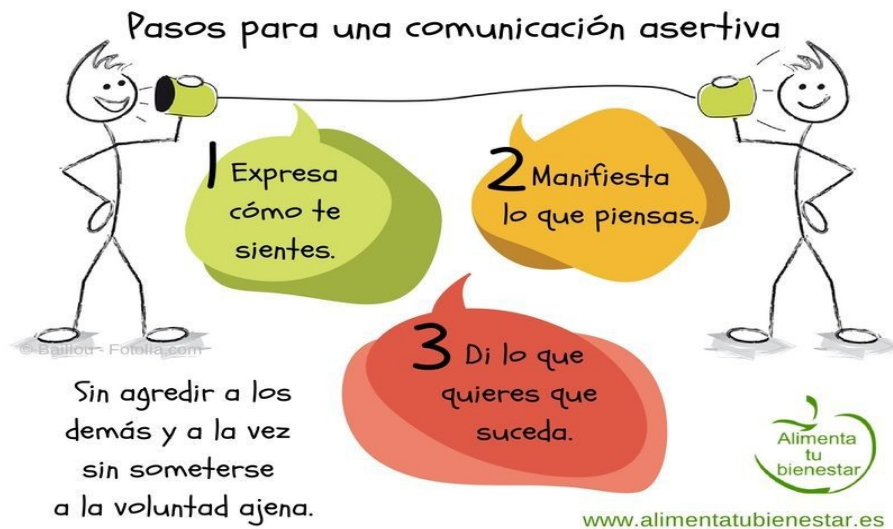 Pasos para una comunicación asertiva
1 Expresa
cómo te
sientes.
2 Manifiesta
lo que piensas.
3 Di lo que
quieres que
suceda.
© Baillou - Fotolia.com
Sin agredir a los
demás y a la vez
sin someterse
a la voluntad ajena.
Alimenta
tu
bienestar
www.alimentatubienestar.es